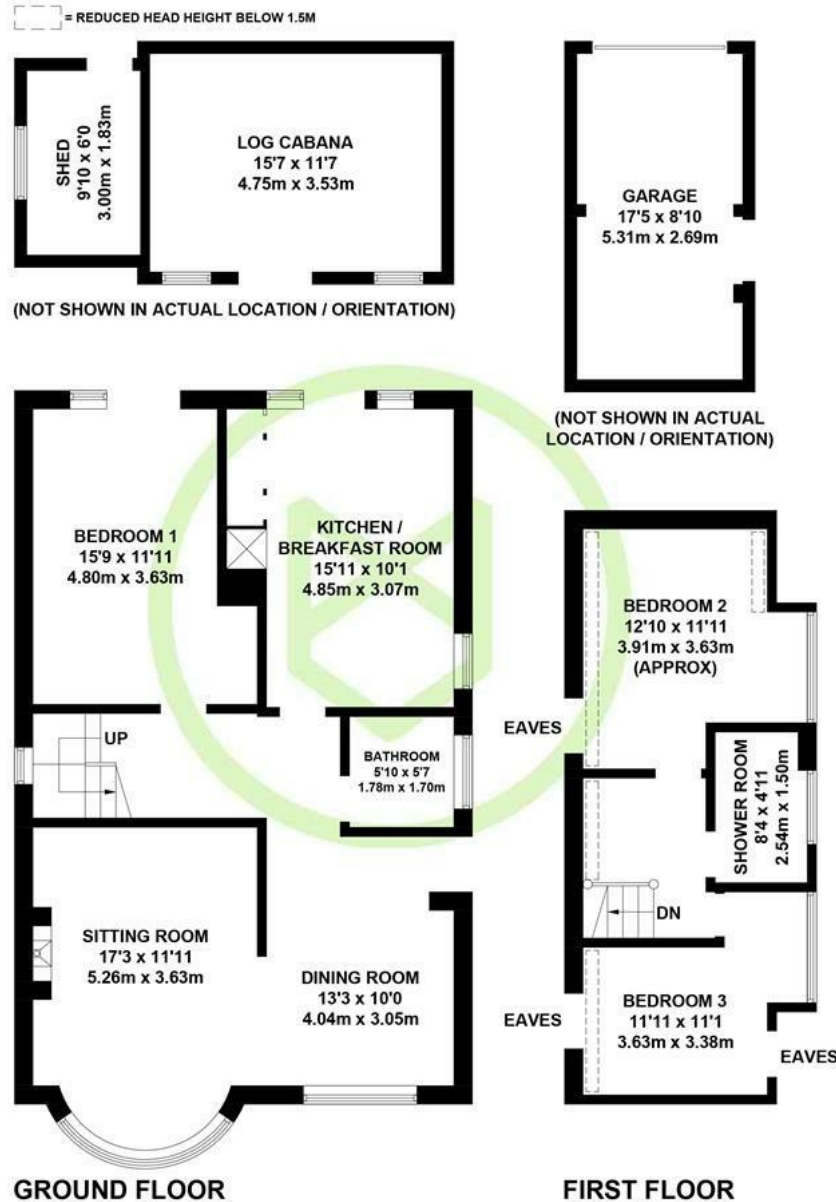 = REDUCED HEAD HEIGHT BELOW 1.5M
SHED
9'10 x 6'0
3.00m x 1.83m
LOG CABANA
15'7 x 11'7
4.75m x 3.53m
(NOT SHOWN IN ACTUAL LOCATION / ORIENTATION)
GARAGE
17'5 x 8'10
5.31m x 2.69m
(NOT SHOWN IN ACTUAL
LOCATION / ORIENTATION)
BEDROOM 1
15'9 x 11'11
4.80m x 3.63m
KITCHEN /
BREAKFAST ROOM
15'11 x 10'1
4.85m x 3.07m
UP
BATHROOM
5'10 x 5'7
1.78m x 1.70m
SITTING ROOM
17'3 x 11'11
5.26m x 3.63m
DINING ROOM
13'3 x 10'0
4.04m x 3.05m
GROUND FLOOR
BEDROOM 2
12'10 x 11'11
3.91m x 3.63m
(APPROX)
EAVES
SHOWER ROOM
8'4 x 4'11
2.54m x 1.50m
DN
BEDROOM 3
11'11 x 11'1
3.63m x 3.38m
EAVES
EAVES
FIRST FLOOR